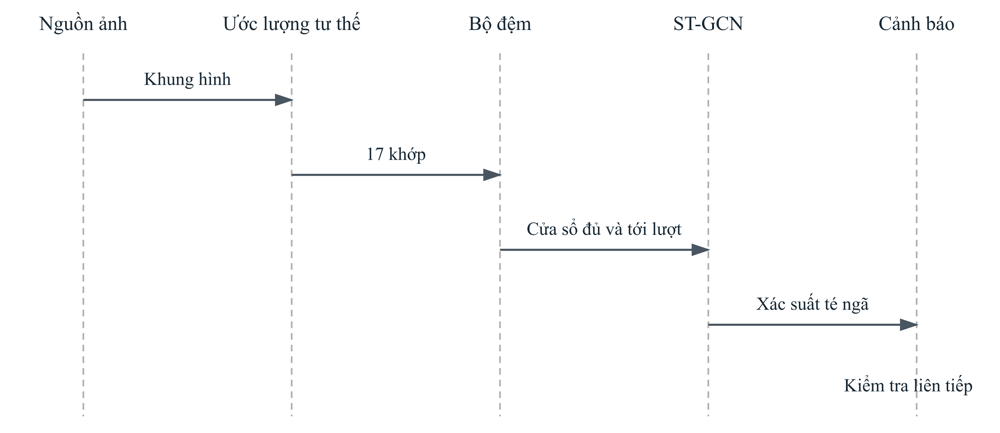 Nguồn ảnh
Ước lượng tư thế
Bộ đệm
ST-GCN
Cảnh báo
Khung hình
17 khớp
Cửa sổ đủ và tới lượt
Xác suất té ngã
Kiểm tra liên tiếp